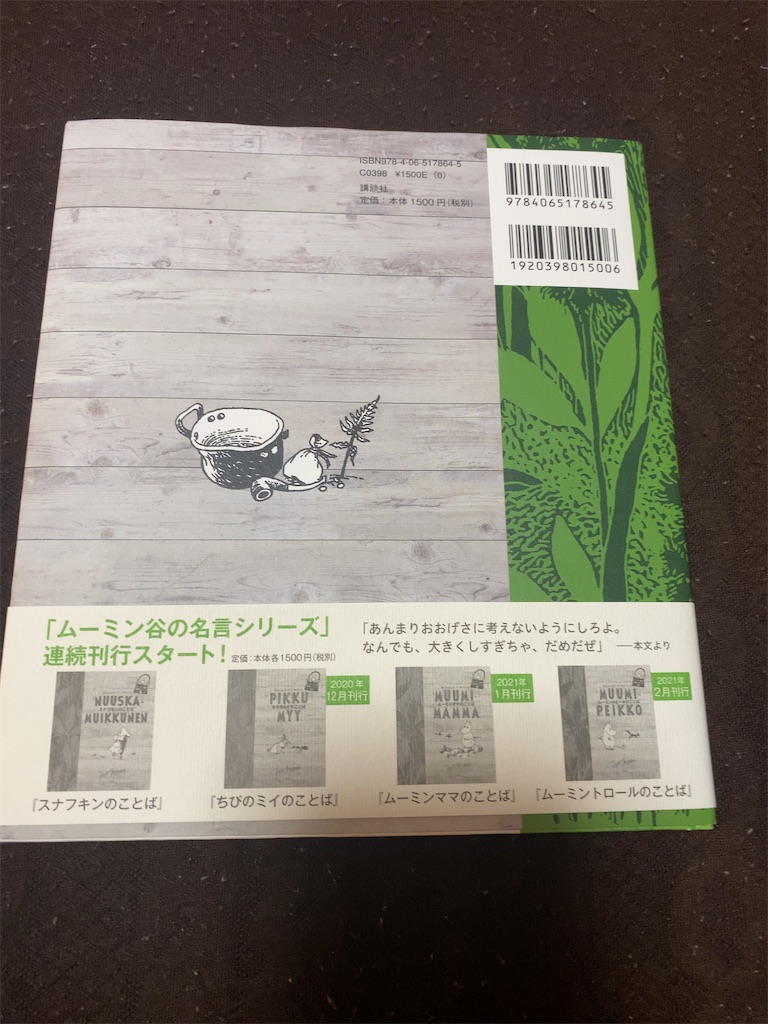 ISBN978-4-06-517864-5
C0398 ¥1500E (0)
講談社
定価：本体1500円（税別）
9784065178645
1920398015006
「ムーミン谷の名言シリーズ」
連続刊行スタート！ 定価：本体各1500円（税別）
「あんまりおおげさに考えないようにしろよ。
なんでも、大きくしすぎちゃ、だめだぜ」 ──本文より
NUUSKA-
MUIKKUNEN
『スナフキンのことば』
2020年
12月刊行
PIKKU
MYY
『ちびのミイのことば』
2021年
1月刊行
MUUMI
MAMMA
『ムーミンママのことば』
2021年
2月刊行
MUUMI
PEIKKO
『ムーミントロールのことば』